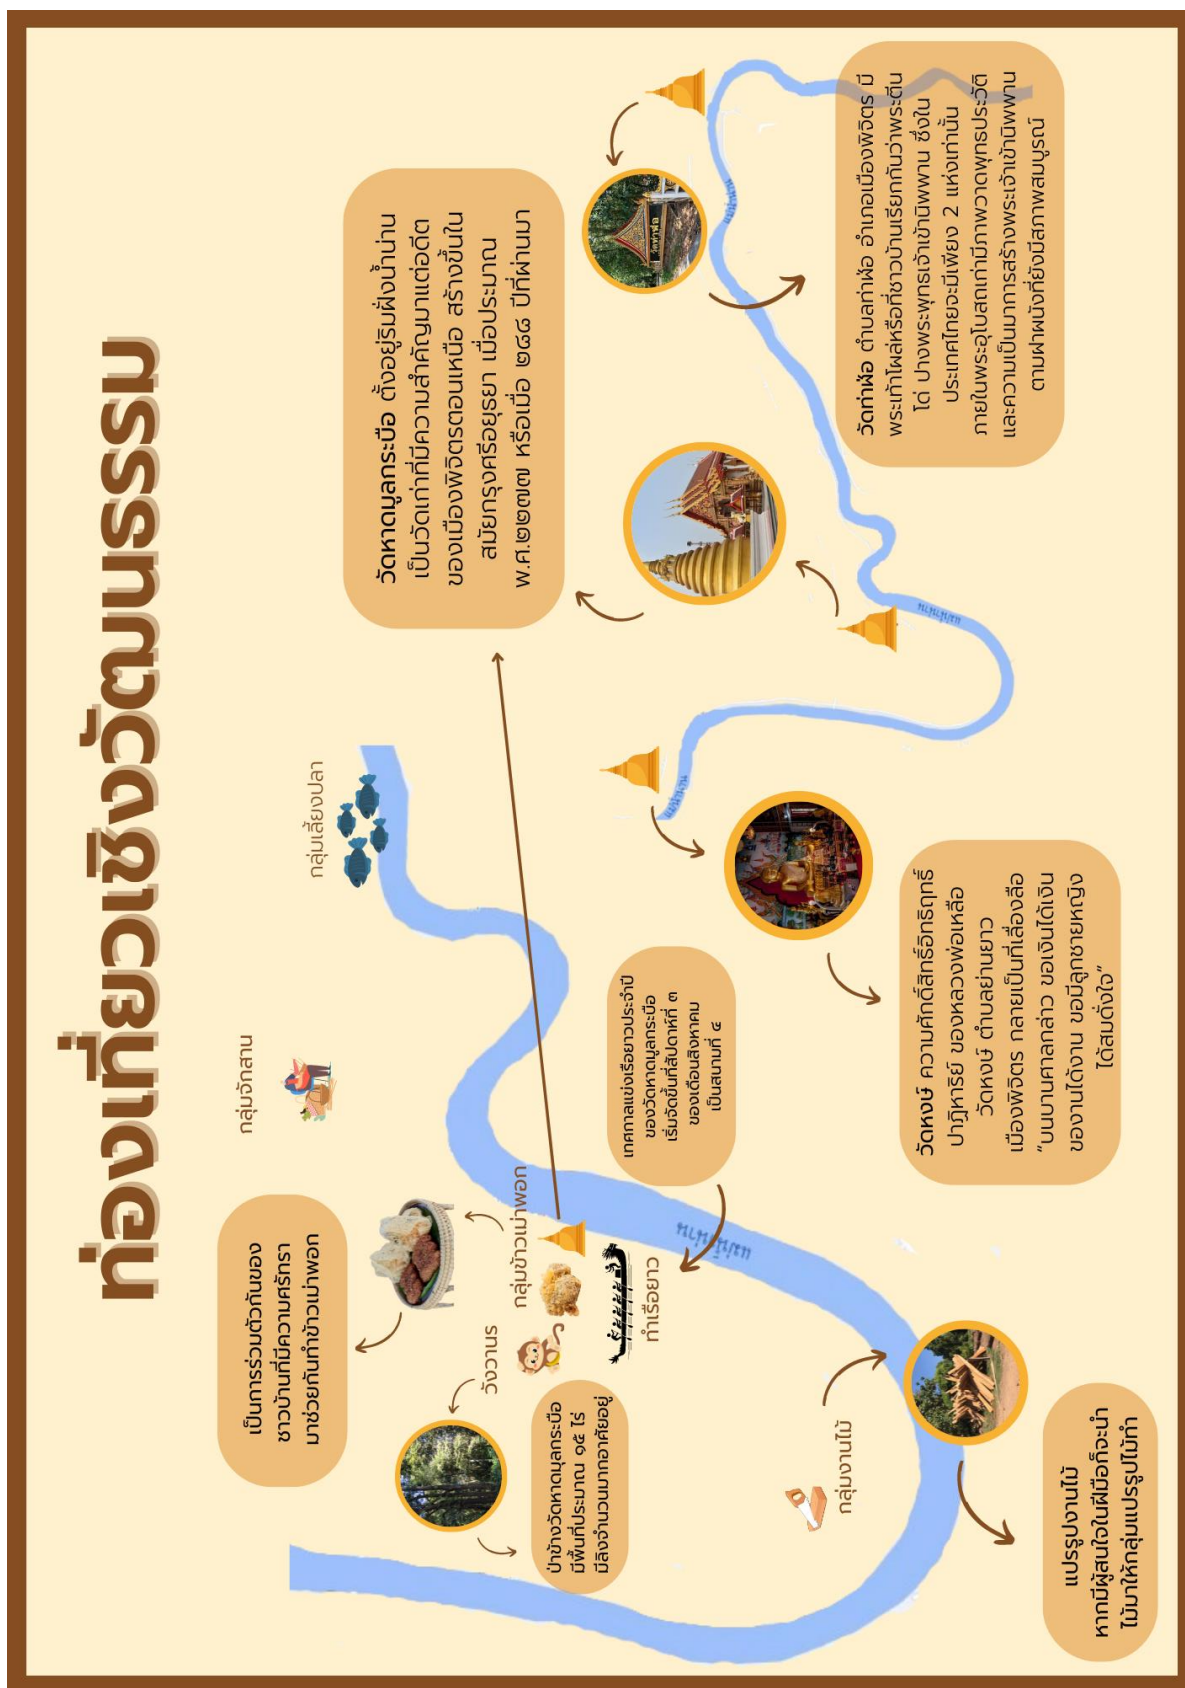 ท่องเที่ยวเชิงวัฒนธรรม
เป็นการร่วมตัวกันของ
ชาวบ้านที่มีความศรัทธา
มาช่วยกันทำข้าวเม่าพอก
กลุ่มจักสาน
กลุ่มเลี้ยงปลา
วัดหาดมูลกระบือ ตั้งอยู่ริมฝั่งน้ำน่าน
เป็นวัดเก่าที่มีความสำคัญมาแต่อดีต
ของเมืองพิจิตรตอนเหนือ สร้างขึ้นใน
สมัยกรุงศรีอยุธยา เมื่อประมาณ
พ.ศ.๒๒๗๗ หรือเมื่อ ๒๘๘ ปีที่ผ่านมา
วังวานร
กลุ่มข้าวเม่าพอก
ป่าข้างวัดหาดมูลกระบือ
มีพื้นที่ประมาณ ๑๕ ไร่
มีลิงจำนวนมากอาศัยอยู่
ทำเรือยาว
เทศกาลแข่งเรือยาวประจำปี
ของวัดหาดมูลกระบือ
เริ่มจัดขึ้นที่สัปดาห์ที่ ๓
ของเดือนสิงหาคม
เป็นสนามที่ ๔
แม่น้ำน่าน
กลุ่มงานไม้
แปรรูปงานไม้
หากมีผู้สนใจในฝีมือก็จะนำ
ไม้มาให้กลุ่มแปรรูปไม้ทำ
วัดหงษ์ ความศักดิ์สิทธิ์อิทธิฤทธิ์
ปาฏิหาริย์ ของหลวงพ่อเหลือ
วัดหงษ์ ตำบลย่านยาว
เมืองพิจิตร กลายเป็นที่เลื่องลือ
“บนบานศาลกล่าว ขอเงินได้เงิน
ของานได้งาน ขอมีลูกชายหญิง
ได้สมดั่งใจ”
วัดท่าฬ่อ ตำบลท่าฬ่อ อำเภอเมืองพิจิตร มี
พระเก้าโผล่หรือที่ชาวบ้านเรียกกันว่าพระตีน
โด่ ปางพระพุทธเจ้าเข้านิพพาน ซึ่งใน
ประเทศไทยจะมีเพียง 2 แห่งเท่านั้น
ภายในพระอุโบสถเก่ามีภาพวาดพุทธประวัติ
และความเป็นมาการสร้างพระเจ้าเข้านิพพาน
ตามฝาผนังที่ยังมีสภาพสมบูรณ์